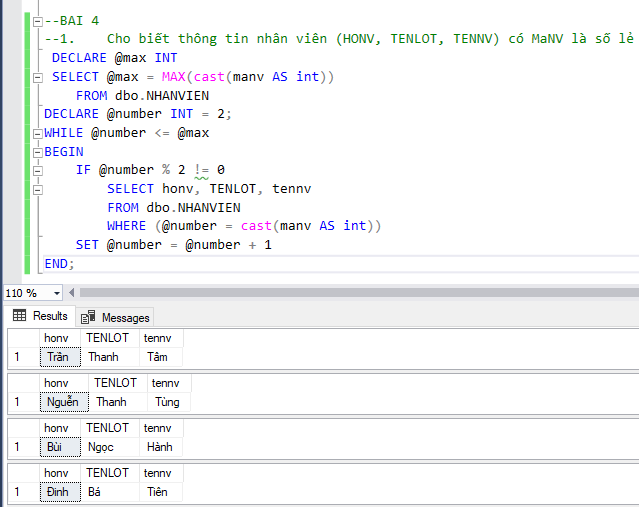 --BAI 4
--1. Cho biết thông tin nhân viên (HONV, TENLOT, TENNV) có MaNV là số lẻ
DECLARE @max INT
SELECT @max = MAX(cast(manv AS int))
FROM dbo.NHANVIEN
DECLARE @number INT = 2;
WHILE @number <= @max
BEGIN
IF @number % 2 != 0
SELECT honv, TENLOT, tennv
FROM dbo.NHANVIEN
WHERE (@number = cast(manv AS int))
SET @number = @number + 1
END;
110 %
Results Messages
honv TENLOT tennv
1 Trần Thanh Tâm
honv TENLOT tennv
1 Nguễn Thanh Tùng
honv TENLOT tennv
1 Bùi Ngọc Hành
honv TENLOT tennv
1 Đinh Bá Tiên